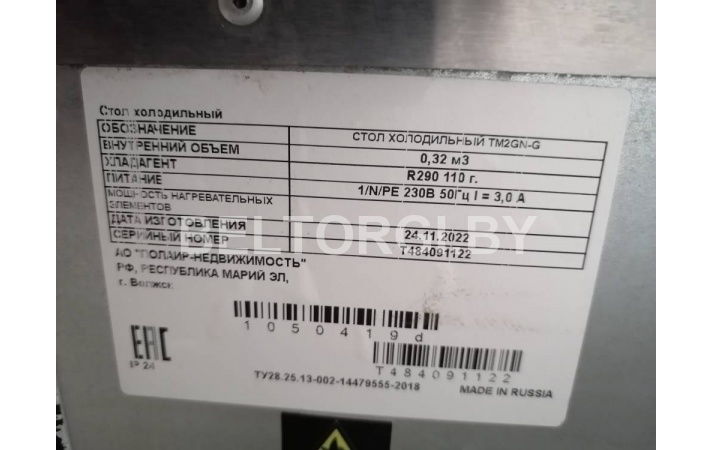 Стол холодильный
ОБОЗНАЧЕНИЕ СТОЛ ХОЛОДИЛЬНЫЙ TM2GN-G
ВНУТРЕННИЙ ОБЪЕМ 0,32 м3
ХЛАДАГЕНТ R290 110 г.
ПИТАНИЕ 1/N/PE 230В 50Гц I = 3,0 А
МОЩНОСТЬ НАГРЕВАТЕЛЬНЫХ
ЭЛЕМЕНТОВ
ДАТА ИЗГОТОВЛЕНИЯ 24.11.2022
СЕРИЙНЫЙ НОМЕР T484091122
BELTORGI.BY
АО "ПОЛАИР-НЕДВИЖИМОСТЬ"
РФ, РЕСПУБЛИКА МАРИЙ ЭЛ,
г. Волжск
1050419d
EAC
IP 24
T484091122
ТУ28.25.13-002-14479555-2018
MADE IN RUSSIA